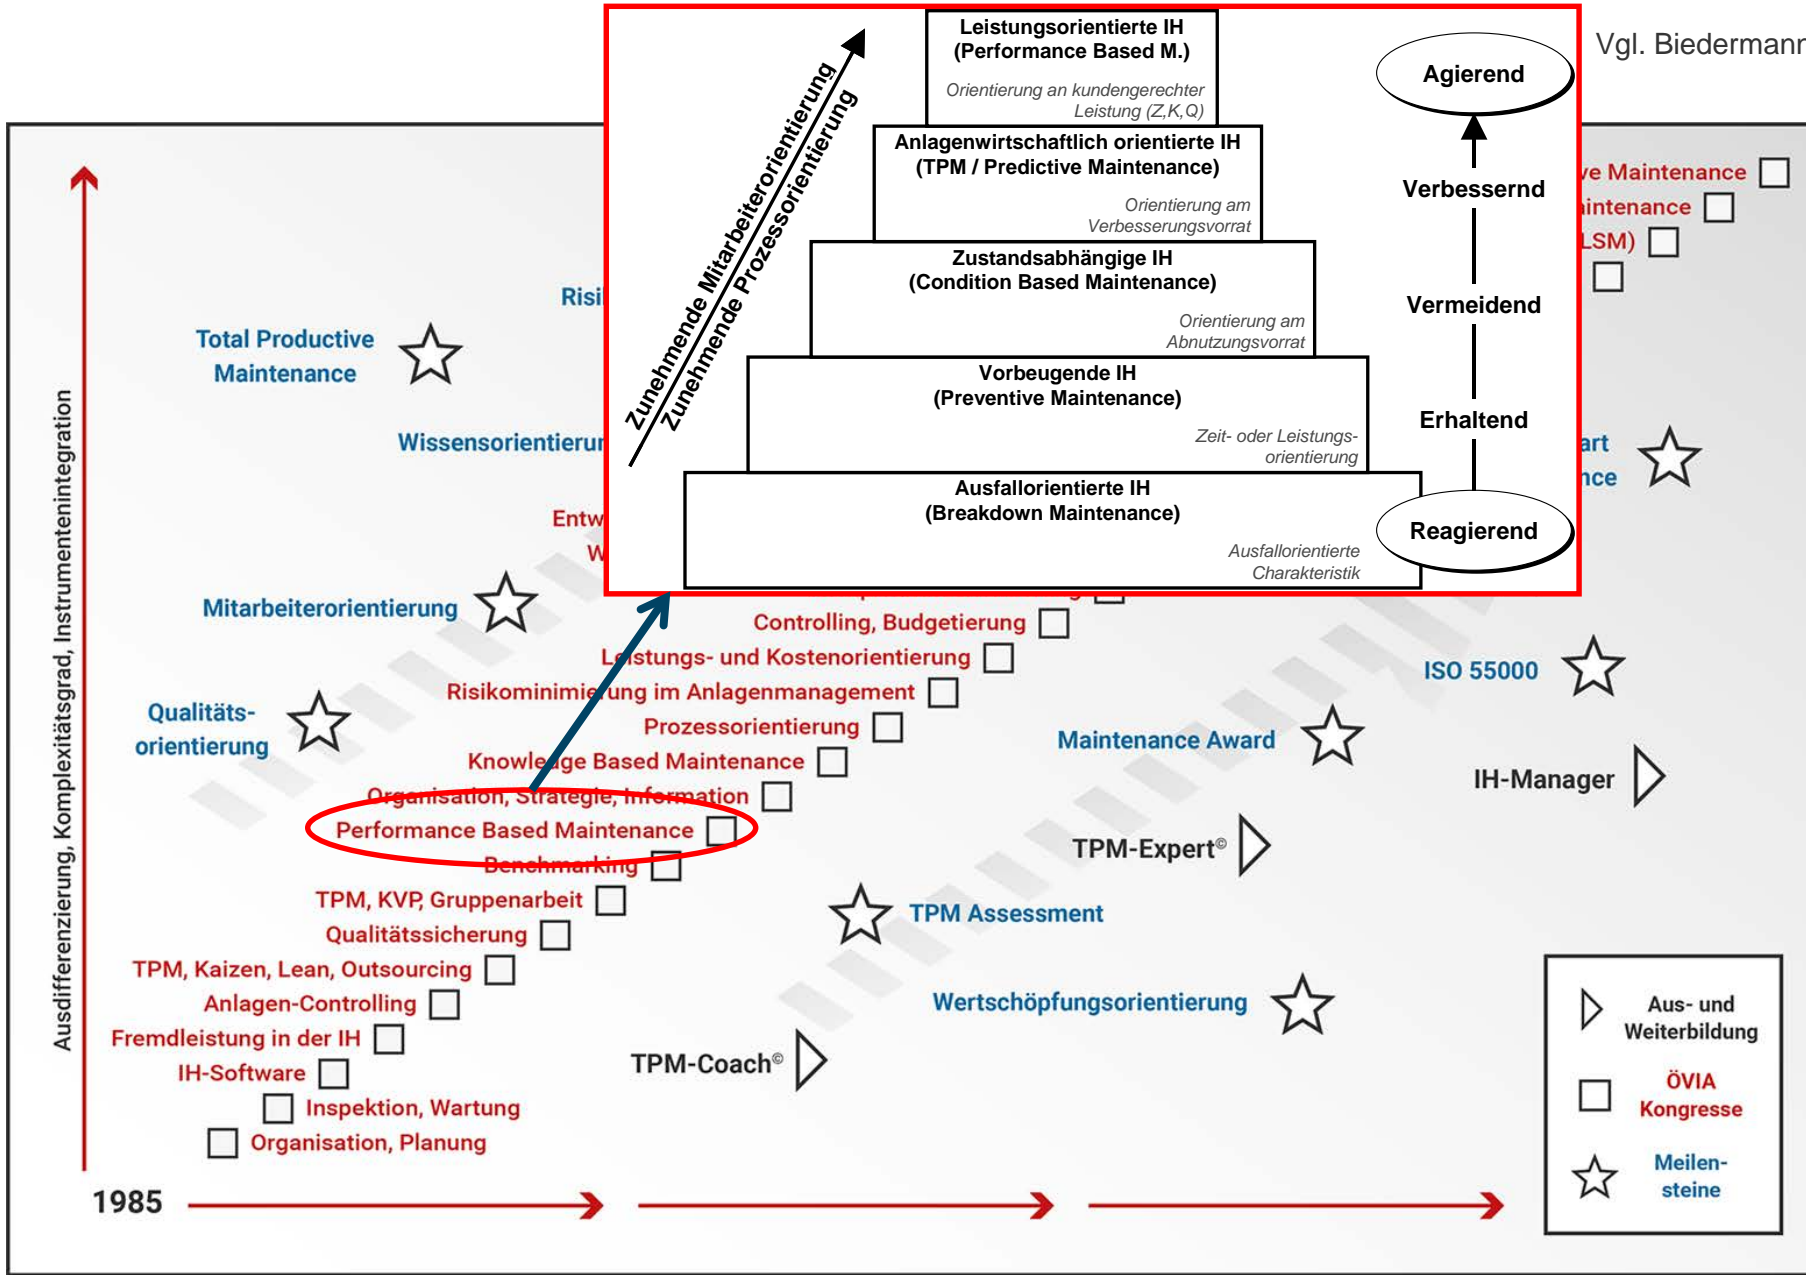 Vgl. Biedermann
Leistungsorientierte IH
(Performance Based M.)
Orientierung an kundengerechter
Leistung (Z,K,Q)
Anlagenwirtschaftlich orientierte IH
(TPM / Predictive Maintenance)
Orientierung am
Verbesserungsvorrat
Zustandsabhängige IH
(Condition Based Maintenance)
Orientierung am
Abnutzungsvorrat
Vorbeugende IH
(Preventive Maintenance)
Zeit- oder Leistungs-
orientierung
Ausfallorientierte IH
(Breakdown Maintenance)
Ausfallorientierte
Charakteristik
Zunehmende Mitarbeiterorientierung
Zunehmende Prozessorientierung
Agierend
Verbessernd
Vermeidend
Erhaltend
Reagierend
Ausdifferenzierung, Komplexitätsgrad, Instrumentenintegration
Maintenance
LSM)
Total Productive
Maintenance
Mitarbeiterorientierung
Qualitäts-
orientierung
Controlling, Budgetierung
Leistungs- und Kostenorientierung
Risikominimierung im Anlagenmanagement
Prozessorientierung
Knowledge Based Maintenance
Organisation, Strategie, Information
Performance Based Maintenance
Benchmarking
TPM, KVP, Gruppenarbeit
Qualitätssicherung
TPM, Kaizen, Lean, Outsourcing
Anlagen-Controlling
Fremdleistung in der IH
IH-Software
Inspektion, Wartung
Organisation, Planung
ISO 55000
Maintenance Award
IH-Manager
TPM-Expert©
TPM Assessment
Wertschöpfungsorientierung
TPM-Coach©
Aus- und
Weiterbildung
ÖVIA
Kongresse
Meilen-
steine
1985